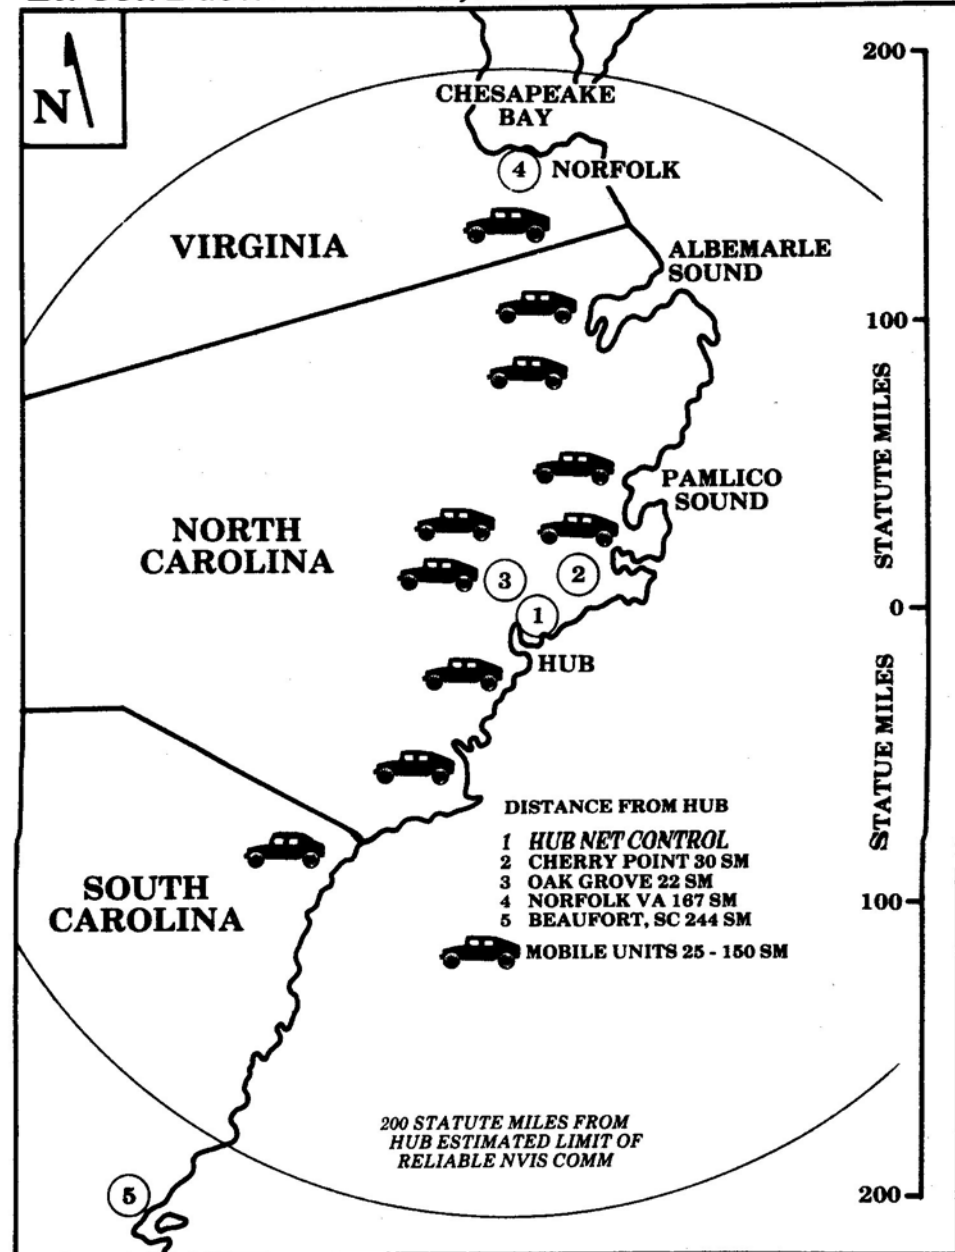 N
200
CHESAPEAKE
BAY
4 NORFOLK
VIRGINIA
ALBEMARLE
SOUND
100
STATUTE MILES
PAMLICO
SOUND
NORTH
CAROLINA
3
2
1
0
HUB
STATUE MILES
DISTANCE FROM HUB
1 HUB NET CONTROL
2 CHERRY POINT 30 SM
3 OAK GROVE 22 SM
4 NORFOLK VA 167 SM
5 BEAUFORT, SC 244 SM
MOBILE UNITS 25 - 150 SM
SOUTH
CAROLINA
100
200 STATUTE MILES FROM
HUB ESTIMATED LIMIT OF
RELIABLE NVIS COMM
5
200